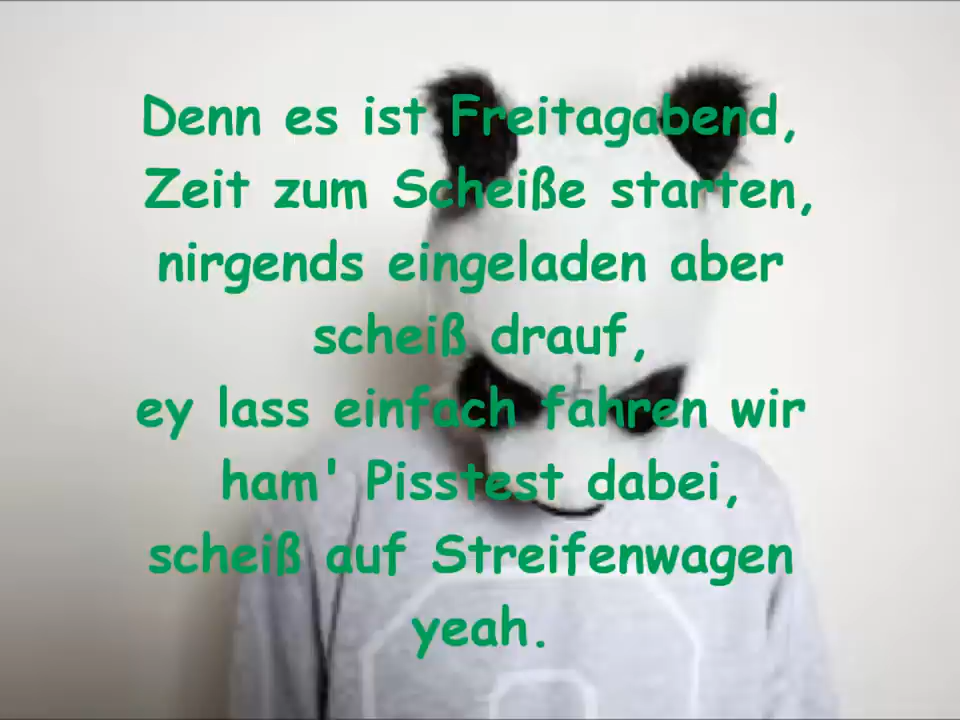 Denn es ist Freitagabend,
Zeit zum Scheiße starten,
nirgends eingeladen aber
scheiß drauf,
ey lass einfach fahren wir
ham' Pisstest dabei,
scheiß auf Streifenwagen
yeah.